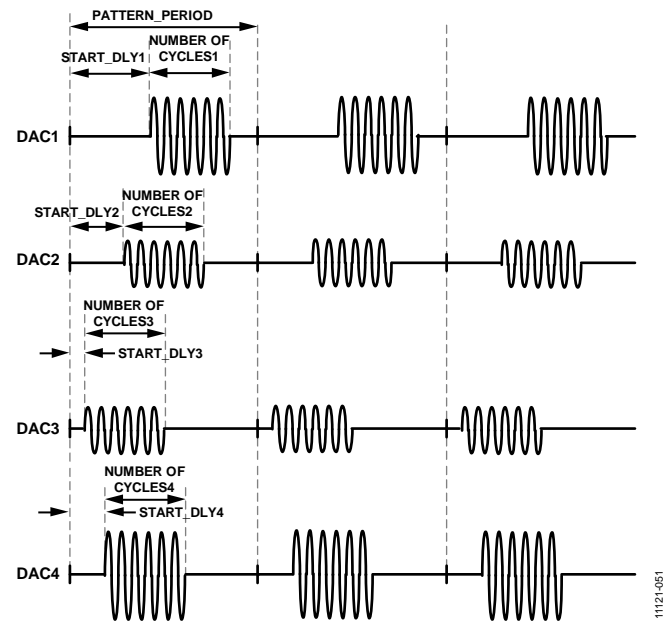 PATTERN_PERIOD
NUMBER OF
CYCLES1
START_DLY1
DAC1
NUMBER OF
CYCLES2
START_DLY2
DAC2
NUMBER OF
CYCLES3
START_DLY3
DAC3
NUMBER OF
CYCLES4
START_DLY4
DAC4
11121-051